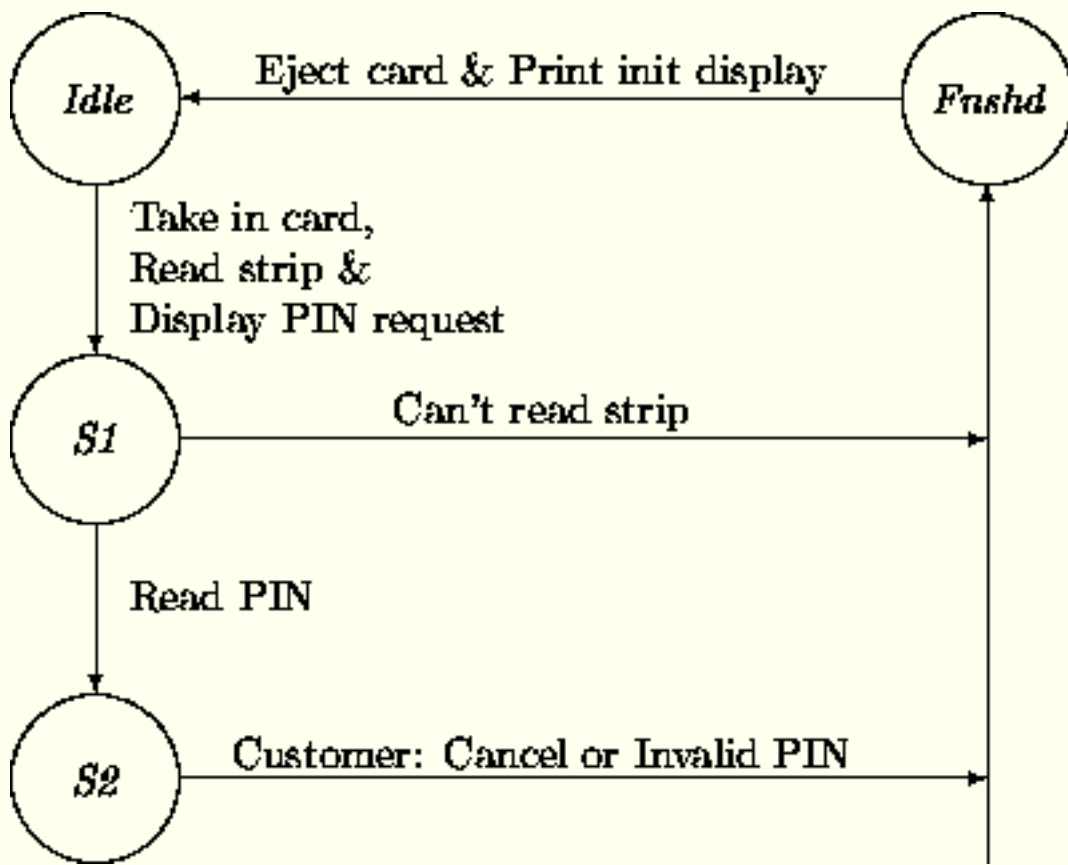 Idle
Eject card & Print init display
Fnshd
Take in card,
Read strip &
Display PIN request
S1
Can't read strip
Read PIN
S2
Customer: Cancel or Invalid PIN